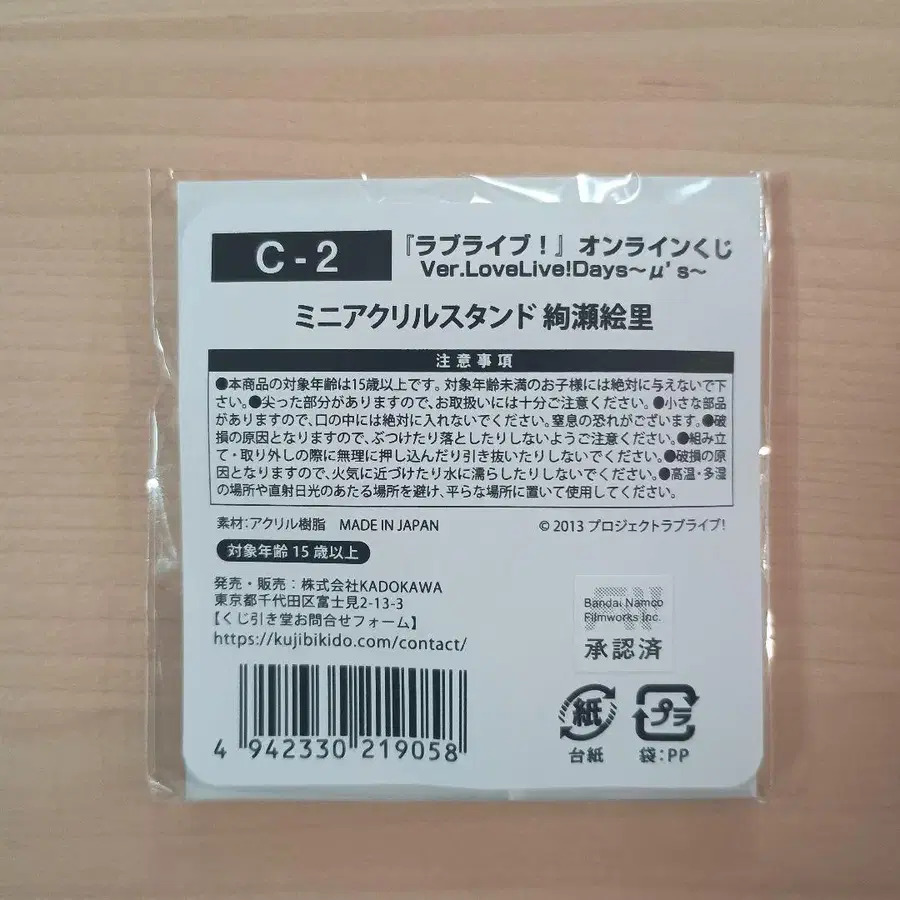 C-2
『ラブライブ！』オンラインくじ
Ver.LoveLive!Days～μ's～
ミニアクリルスタンド 絢瀬絵里
注意事項
●本商品の対象年齢は15歳以上です。対象年齢未満のお子様には絶対に与えないで下
さい。●尖った部分がありますので、お取扱いには十分ご注意ください。●小さな部品
がありますので、口の中には絶対に入れないでください。窒息の恐れがございます。●破
損の原因となりますので、ぶつけたり落としたりしないようご注意ください。●組み立
て・取り外しの際に無理に押し込んだり引き抜いたりしないでください。●破損の原
因となりますので、火気に近づけたり水に濡らしたりしないでください。●高温・多湿
の場所や直射日光のあたる場所を避け、平らな場所に置いて使用してください。
素材:アクリル樹脂 MADE IN JAPAN
© 2013 プロジェクトラブライブ!
対象年齢 15 歳以上
発売・販売：株式会社KADOKAWA
東京都千代田区富士見2-13-3
【くじ引き堂お問合せフォーム】
https://kujibikido.com/contact/
Bandai Namco
Filmworks Inc.
承認済
4 942330 219058
紙
台紙
プラ
袋:PP